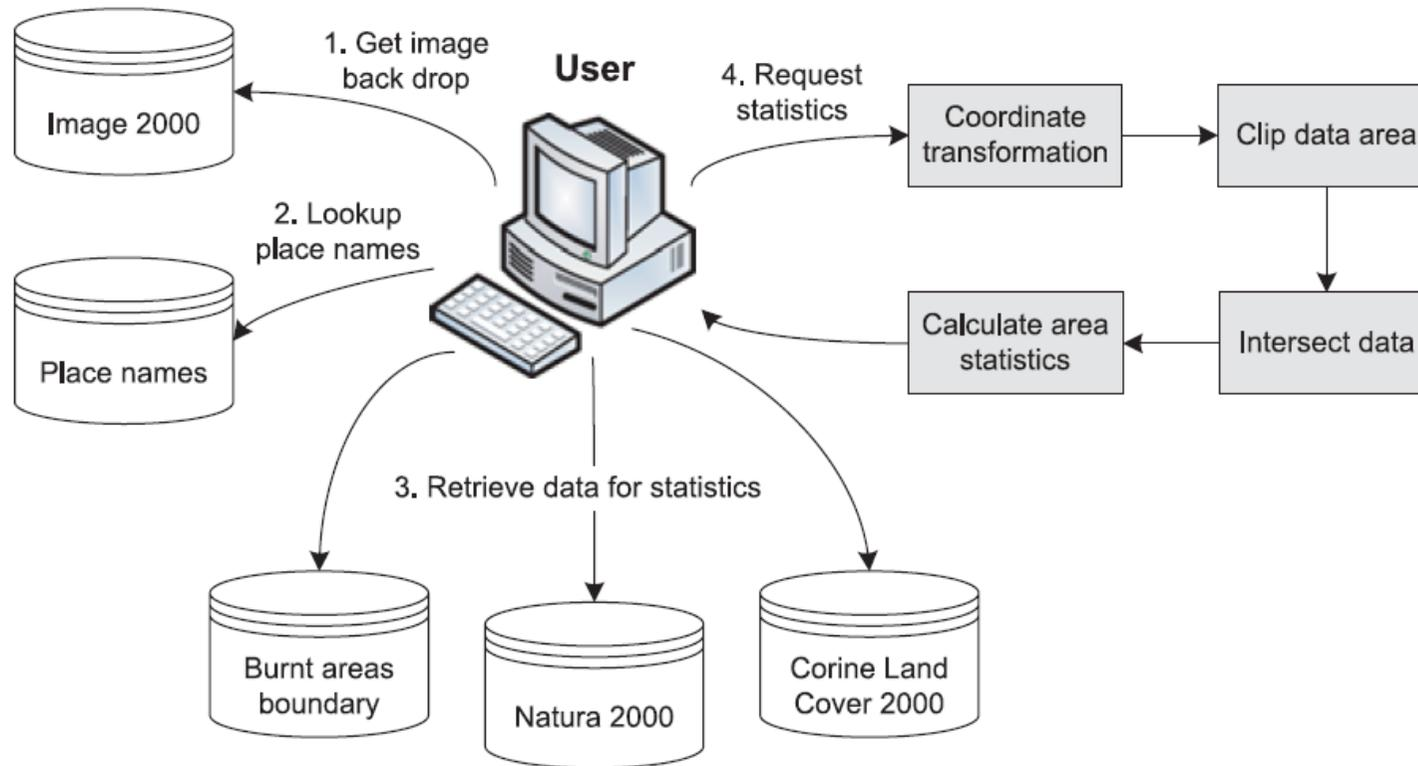 1. Get image
back drop
User
4. Request
statistics
Image 2000
Coordinate
transformation
Clip data area
2. Lookup
place names
Place names
Calculate area
statistics
Intersect data
3. Retrieve data for statistics
Burnt areas
boundary
Natura 2000
Corine Land
Cover 2000